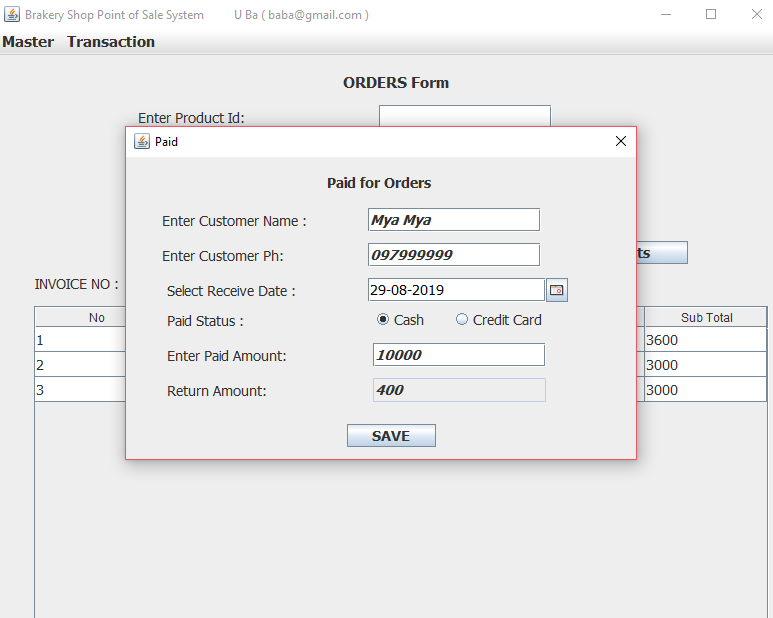 Brakery Shop Point of Sale System U Ba ( baba@gmail.com )
Master Transaction
ORDERS Form
Enter Product Id:
Paid
Paid for Orders
Enter Customer Name : Mya Mya
Enter Customer Ph: 097999999
ts
INVOICE NO :
Select Receive Date : 29-08-2019
No Sub Total
Paid Status : Cash Credit Card
1 3600
Enter Paid Amount: 10000
2 3000
Return Amount: 400
3 3000
SAVE